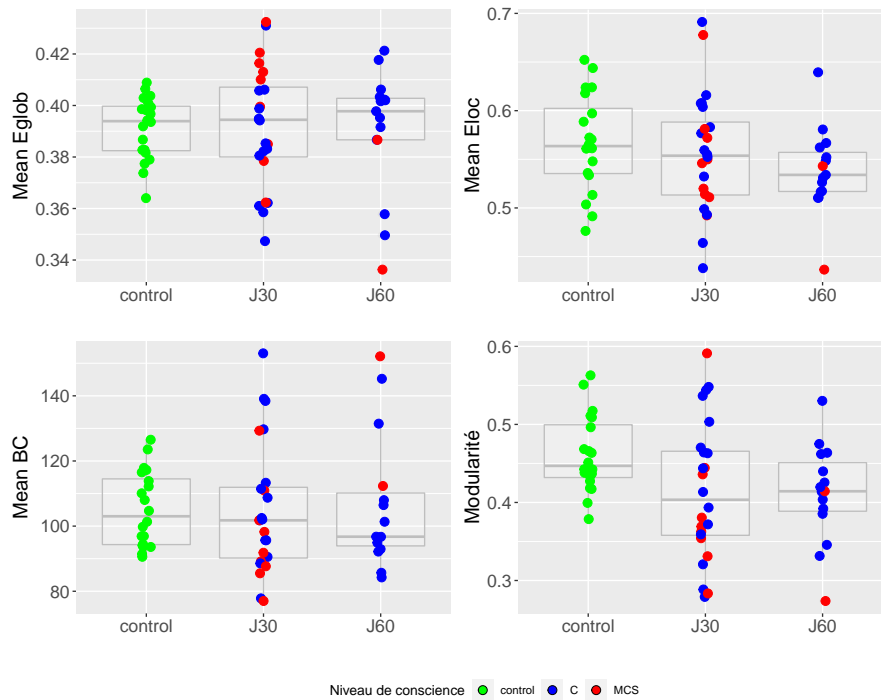 Mean Eglob
0.42
0.40
0.38
0.36
0.34
control
J30
J60
Mean Eloc
0.7
0.6
0.5
control
J30
J60
Mean BC
140
120
100
80
control
J30
J60
Modularité
0.6
0.5
0.4
0.3
control
J30
J60
Niveau de conscience control C MCS